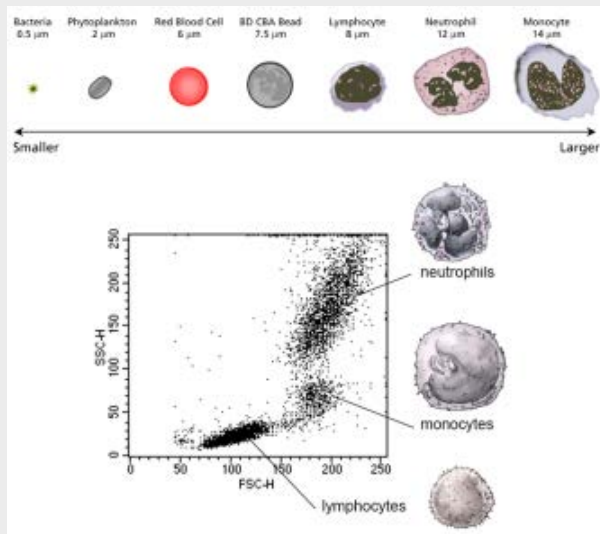 Bacteria Phytoplankton Red Blood Cell BD CBA Bead Lymphocyte Neutrophil Monocyte
0.5 µm 2 µm 6 µm 7.5 µm 8 µm 12 µm 14 µm
Smaller Larger
250
200
150
100
50
0
SSC-H
0 50 100 150 200 250
FSC-H
neutrophils
monocytes
lymphocytes